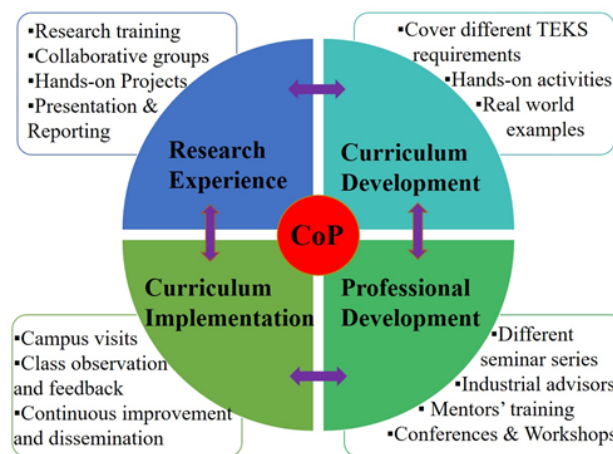 ▪Research training
▪Collaborative groups
▪Hands-on Projects
▪Presentation &
Reporting
▪Cover different TEKS
requirements
▪Hands-on activities
▪Real world
examples
Research
Experience
Curriculum
Development
CoP
Curriculum
Implementation
Professional
Development
▪Campus visits
▪Class observation
and feedback
▪Continuous improvement
and dissemination
▪Different
seminar series
▪Industrial advisors
▪ Mentors’ training
▪Conferences & Workshops